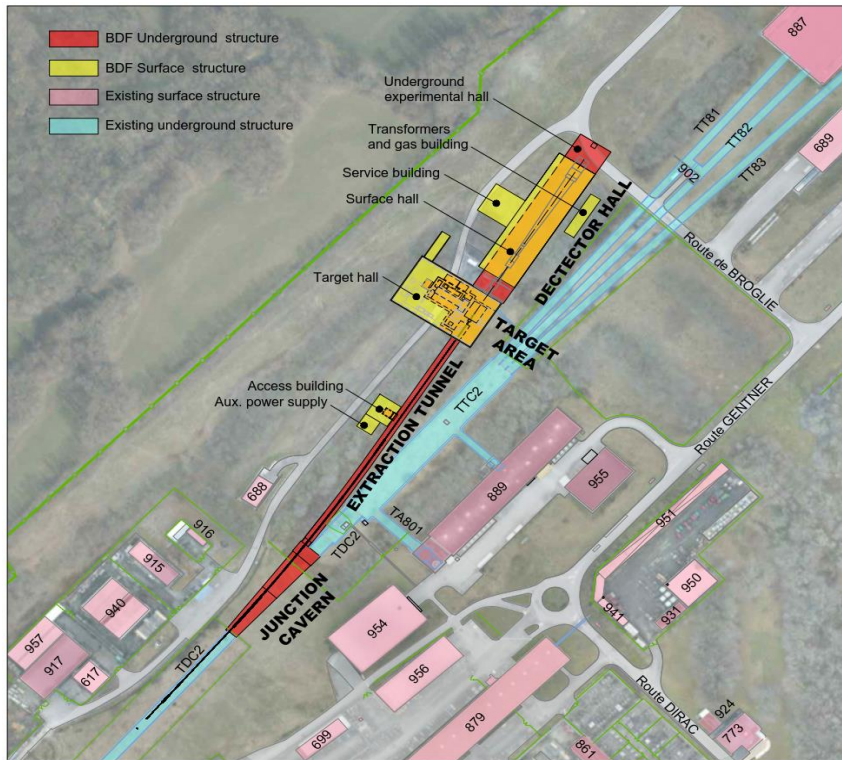 BDF Underground structure
BDF Surface structure
Existing surface structure
Existing underground structure
887
Underground
experimental hall
Transformers
and gas building
Service building
Surface hall
Target hall
Access building
Aux. power supply
TT81
TT82
TT83
902
689
Route de BROGLIE
DECTECTOR HALL
TARGET
AREA
EXTRACTION TUNNEL
TTC2
Route GENTNER
688
889
955
TA801
TDC2
916
915
940
957
917
617
TDC2
JUNCTION
CAVERN
954
956
951
950
941
931
699
879
Route DIRAC
924
773
861